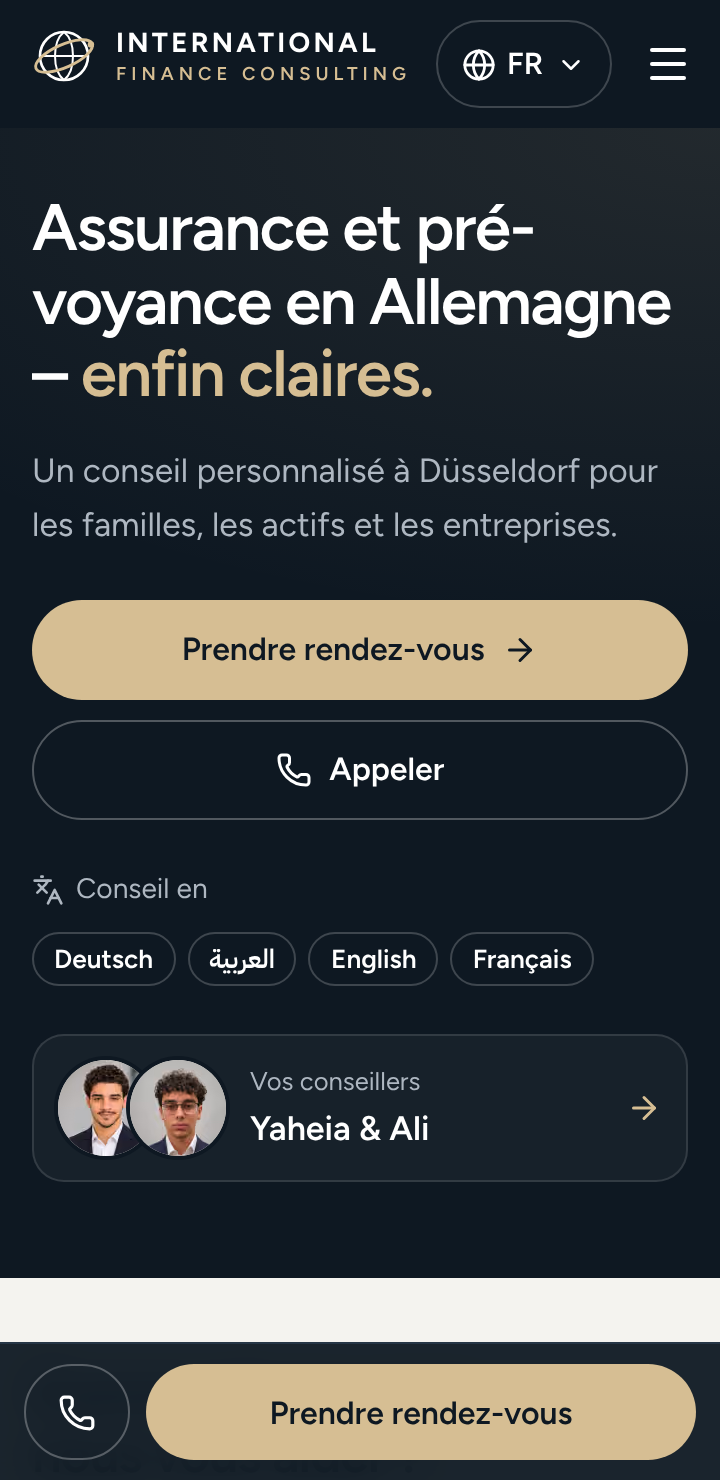 INTERNATIONAL
FINANCE CONSULTING
FR
Assurance et pré-
voyance en Allemagne
– enfin claires.
Un conseil personnalisé à Düsseldorf pour
les familles, les actifs et les entreprises.
Prendre rendez-vous
Appeler
Conseil en
Deutsch العربية English Français
Vos conseillers
Yaheia & Ali
Prendre rendez-vous